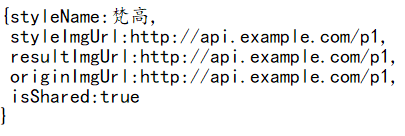 {styleName:梵高,
styleImgUrl:http://api.example.com/p1,
resultImgUrl:http://api.example.com/p1,
originImgUrl:http://api.example.com/p1,
isShared:true
}